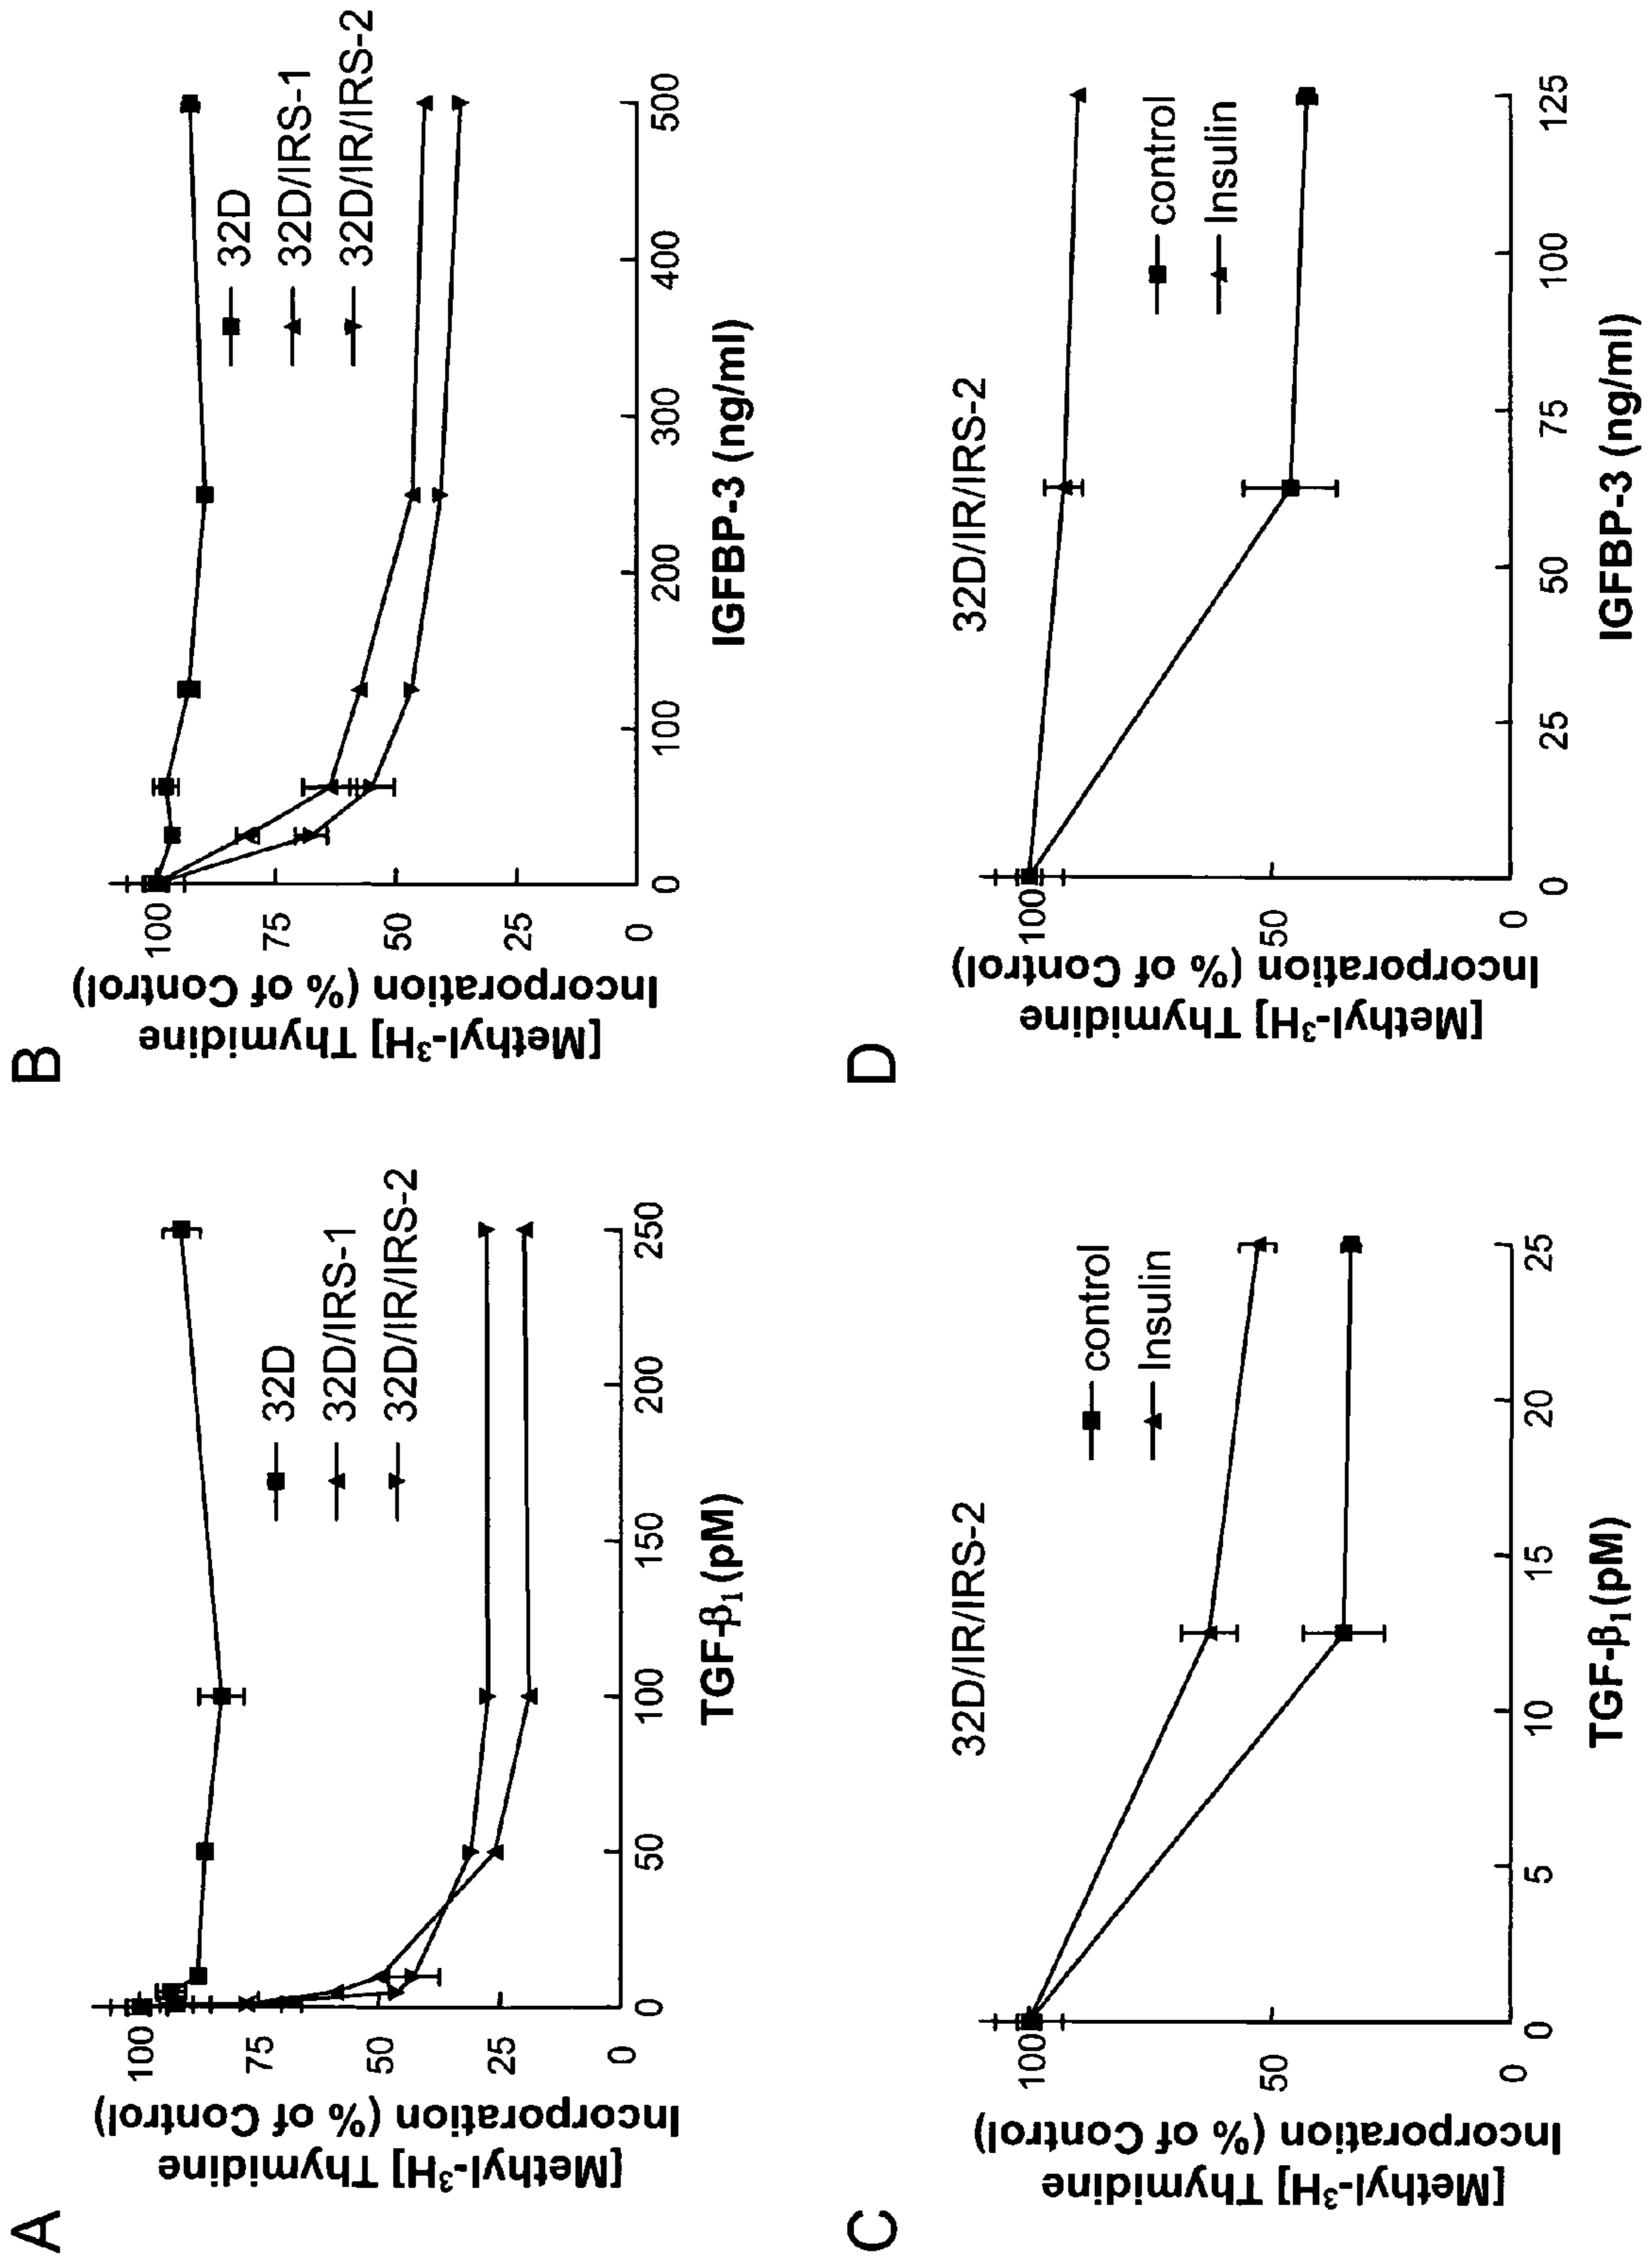 A
[Methyl-³H] Thymidine
Incorporation (% of Control)
100
75
50
25
0
0
50
100
150
200
250
TGF-β₁ (pM)
32D
32D/IRS-1
32D/IR/IRS-2
B
[Methyl-³H] Thymidine
Incorporation (% of Control)
100
75
50
25
0
0
100
200
300
400
500
IGFBP-3 (ng/ml)
32D
32D/IRS-1
32D/IR/IRS-2
C
[Methyl-³H] Thymidine
Incorporation (% of Control)
100
50
0
0
5
10
15
20
25
TGF-β₁(pM)
32D/IR/IRS-2
control
Insulin
D
[Methyl-³H] Thymidine
Incorporation (% of Control)
100
50
0
0
25
50
75
100
125
IGFBP-3 (ng/ml)
32D/IR/IRS-2
control
Insulin